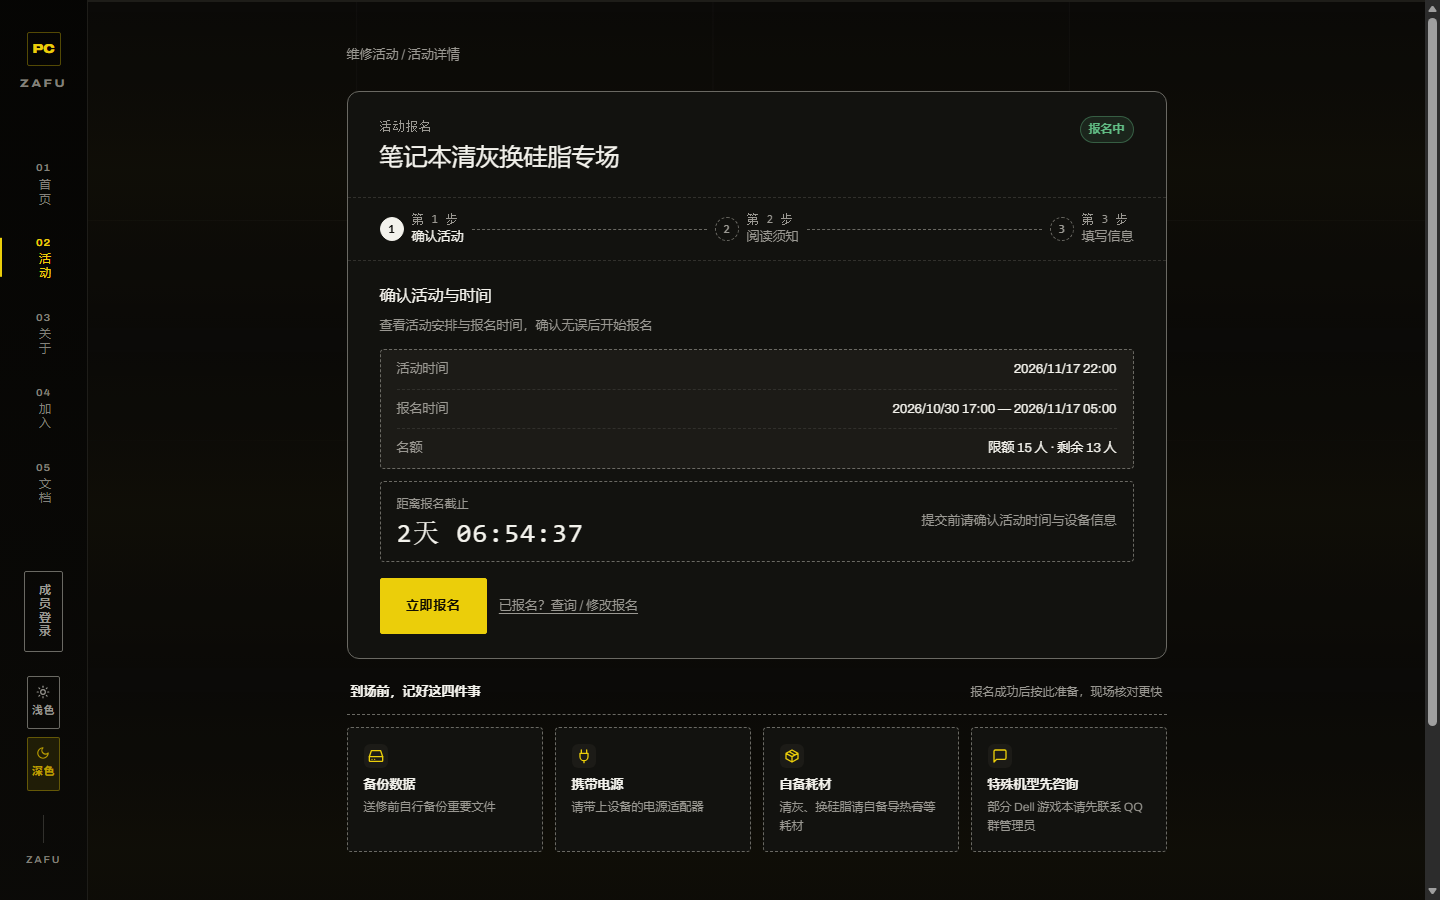 PC
ZAFU
01
首页
02
活动
03
关于
04
加入
05
文档
成员登录
浅色
深色
ZAFU
维修活动 / 活动详情
活动报名
笔记本清灰换硅脂专场
报名中
1
第 1 步
确认活动
2
第 2 步
阅读须知
3
第 3 步
填写信息
确认活动与时间
查看活动安排与报名时间，确认无误后开始报名
活动时间
2026/11/17 22:00
报名时间
2026/10/30 17:00 — 2026/11/17 05:00
名额
限额 15 人 · 剩余 13 人
距离报名截止
2天 06:54:37
提交前请确认活动时间与设备信息
立即报名
已报名？查询 / 修改报名
到场前，记好这四件事
报名成功后按此准备，现场核对更快
备份数据
送修前自行备份重要文件
携带电源
请带上设备的电源适配器
自备耗材
清灰、换硅脂请自备导热膏等
耗材
特殊机型先咨询
部分 Dell 游戏本请先联系 QQ
群管理员